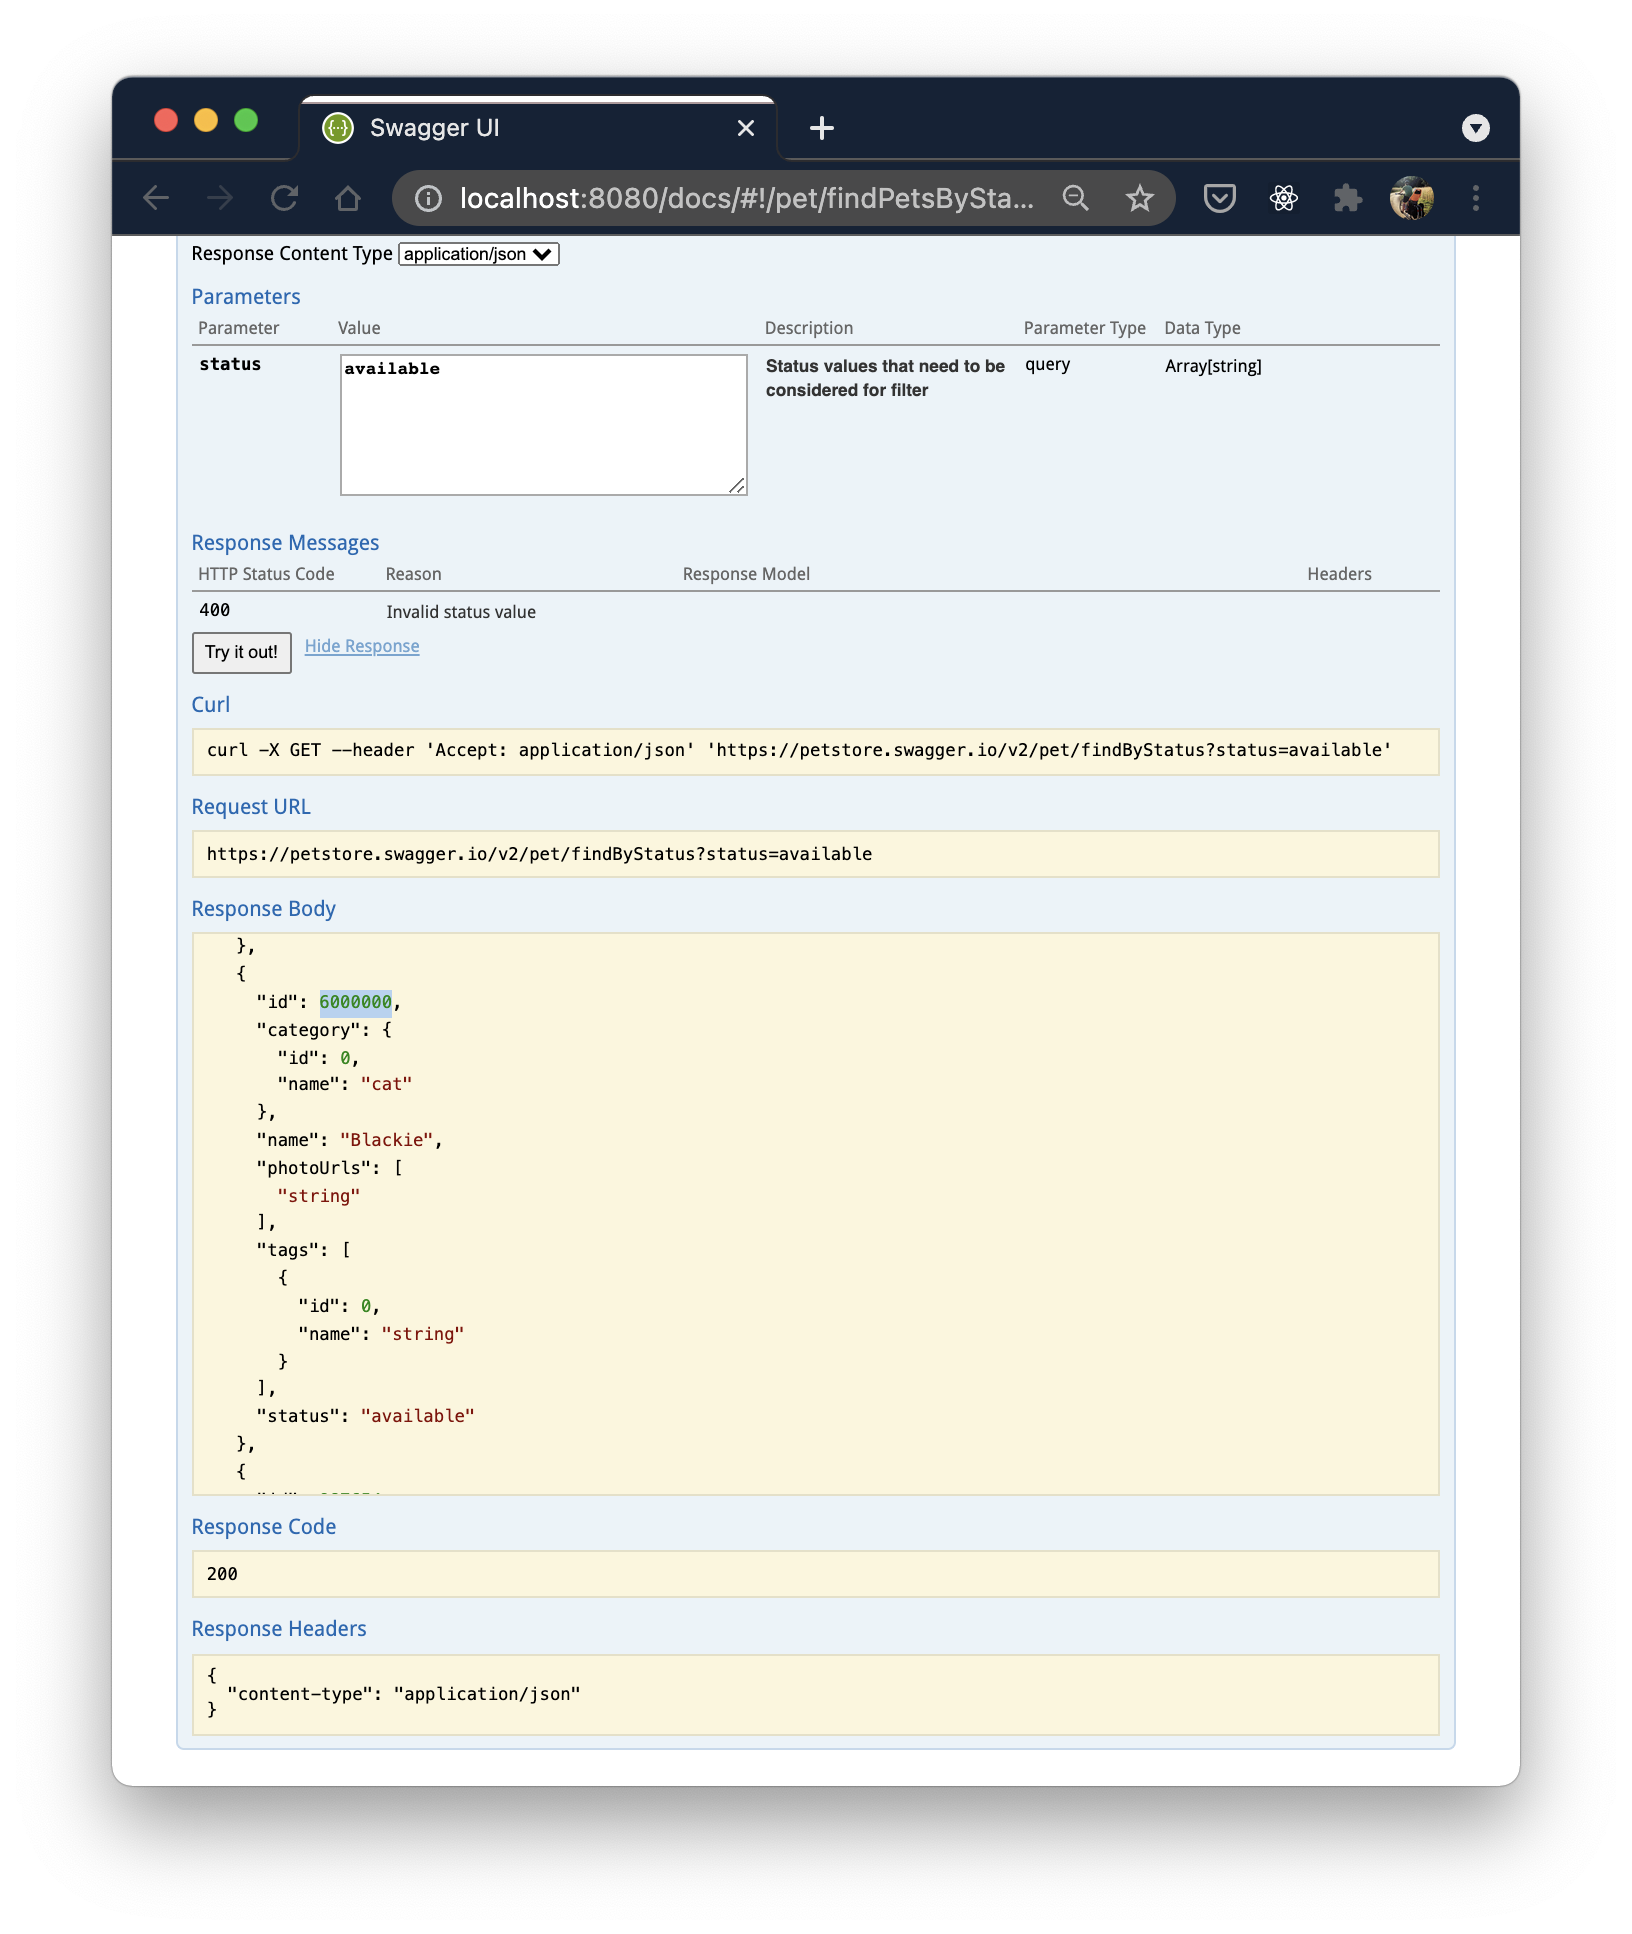 Swagger UI
localhost:8080/docs/#!/pet/findPetsBySta...
Response Content Type application/json
Parameters
Parameter Value Description Parameter Type Data Type
status available Status values that need to be query Array[string]
considered for filter
Response Messages
HTTP Status Code Reason Response Model Headers
400 Invalid status value
Try it out! Hide Response
Curl
curl -X GET --header 'Accept: application/json' 'https://petstore.swagger.io/v2/pet/findByStatus?status=available'
Request URL
https://petstore.swagger.io/v2/pet/findByStatus?status=available
Response Body
},
{
"id": 6000000,
"category": {
"id": 0,
"name": "cat"
},
"name": "Blackie",
"photoUrls": [
"string"
],
"tags": [
{
"id": 0,
"name": "string"
}
],
"status": "available"
},
{
Response Code
200
Response Headers
{
"content-type": "application/json"
}